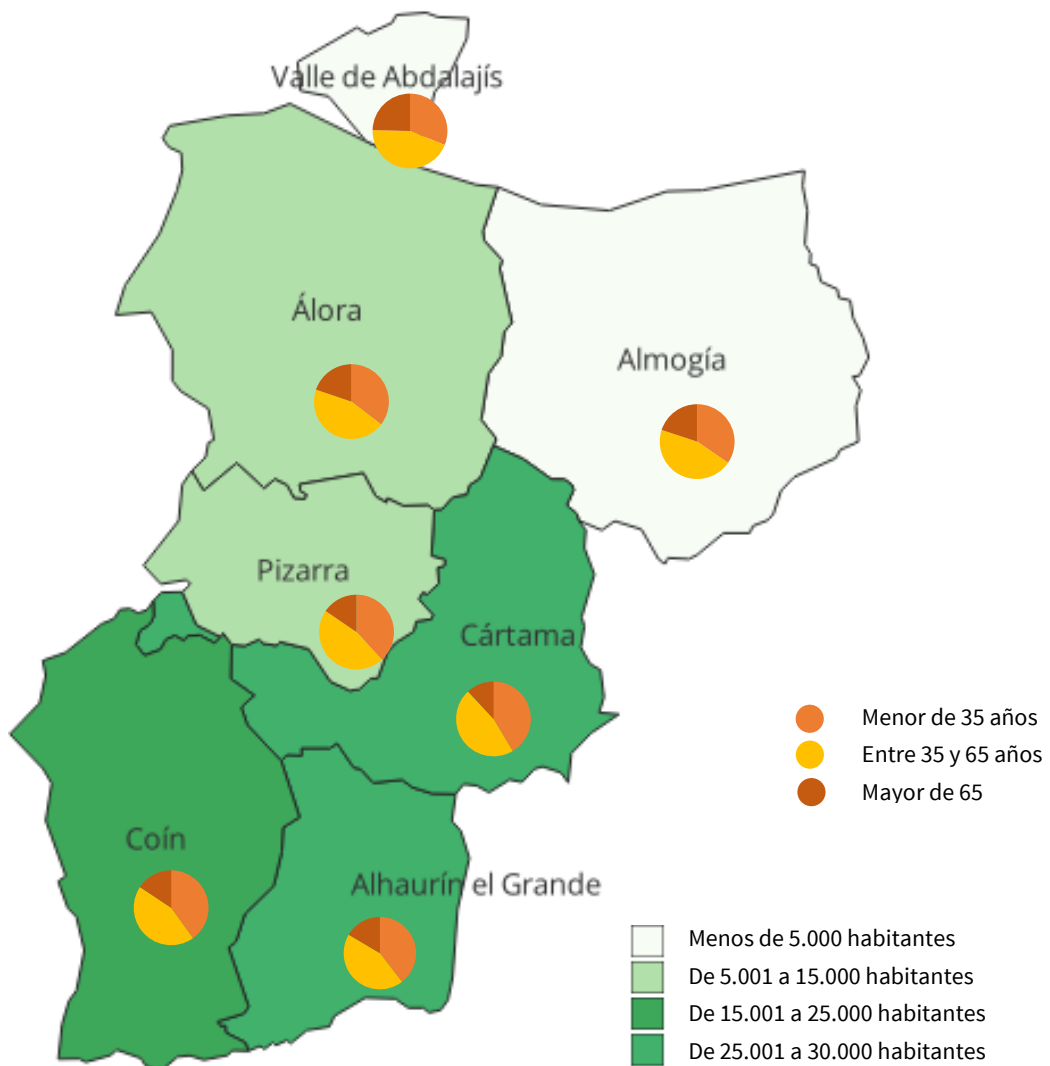 Valle de Abdalajís
Álora
Almogía
Pizarra
Cártama
Coín
Alhaurín el Grande
Menor de 35 años
Entre 35 y 65 años
Mayor de 65
Menos de 5.000 habitantes
De 5.001 a 15.000 habitantes
De 15.001 a 25.000 habitantes
De 25.001 a 30.000 habitantes